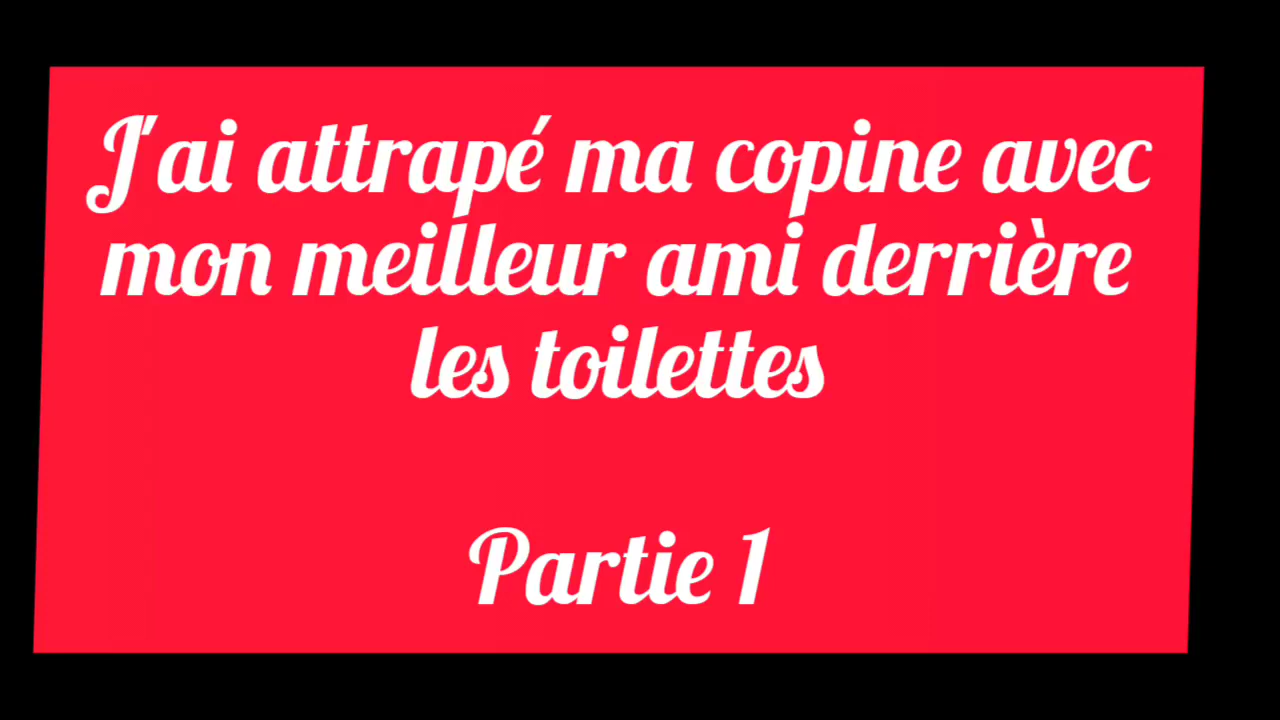 J'ai attrapé ma copine avec
mon meilleur ami derrière
les toilettes
Partie 1